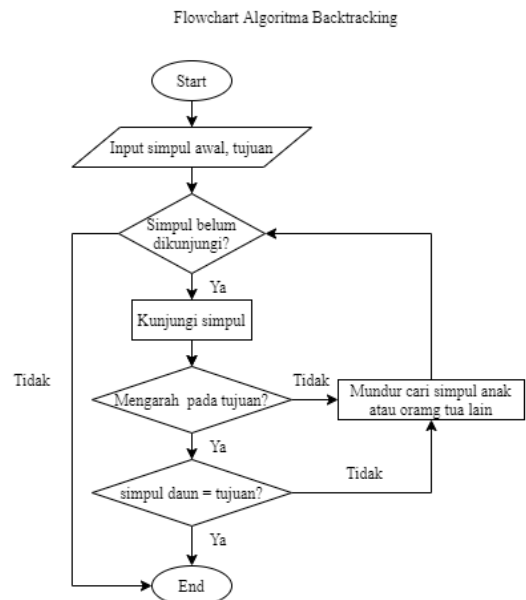 Flowchart Algoritma Backtracking
Start
Input simpul awal, tujuan
Simpul belum
dikunjungi?
Ya
Kunjungi simpul
Tidak
Mengarah pada tujuan?
Tidak
Mundur cari simpul anak
atau oramg tua lain
Ya
Tidak
simpul daun = tujuan?
Ya
End